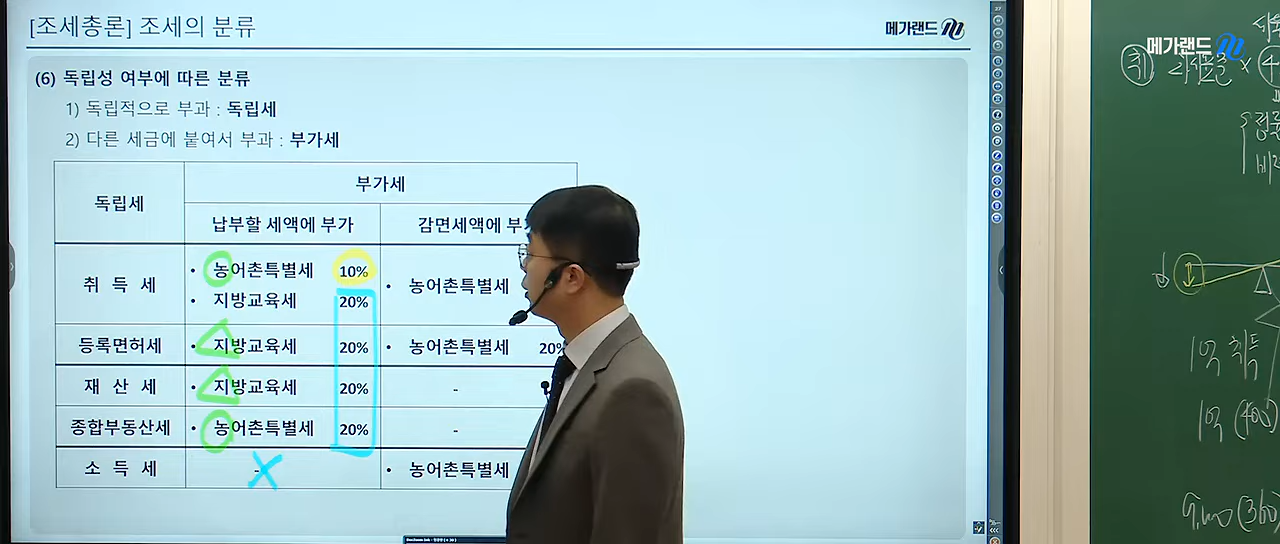 [조세총론] 조세의 분류
메가랜드
메가랜드
(6) 독립성 여부에 따른 분류
1) 독립적으로 부과 : 독립세
2) 다른 세금에 붙여서 부과 : 부가세
독립세
부가세
납부할 세액에 부가
감면세액에 부
취 득 세
• 농어촌특별세 10%
• 지방교육세 20%
• 농어촌특별세
등록면허세
• 지방교육세 20%
• 농어촌특별세 20%
재 산 세
• 지방교육세 20%
-
종합부동산세
• 농어촌특별세 20%
-
소 득 세
-
• 농어촌특별세
취
1억 취득